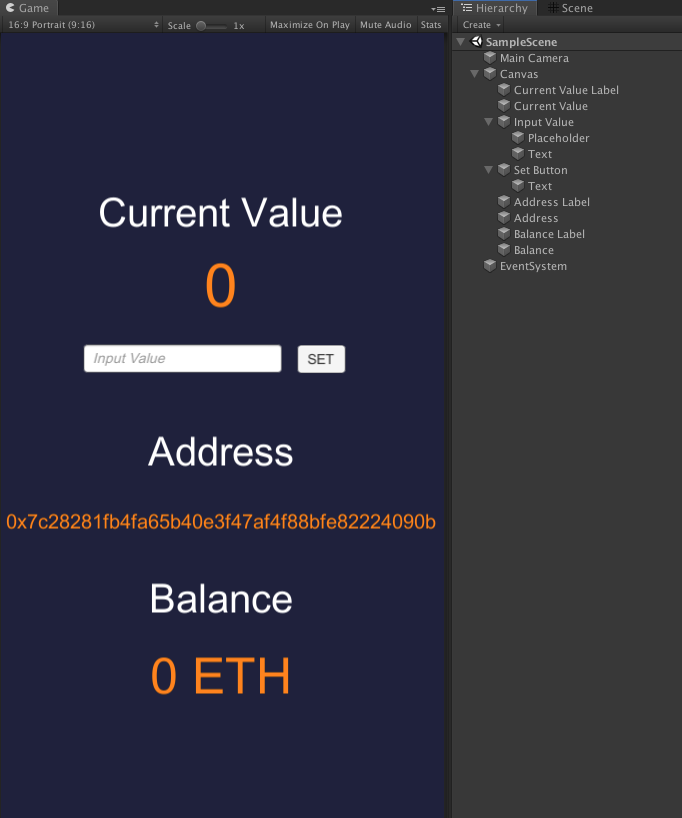 Game
16:9 Portrait (9:16)
Scale
1x
Maximize On Play
Mute Audio
Stats
Current Value
0
Input Value
SET
Address
0x7c28281fb4fa65b40e3f47af4f88bfe82224090b
Balance
0 ETH
Hierarchy
Scene
Create
SampleScene
Main Camera
Canvas
Current Value Label
Current Value
Input Value
Placeholder
Text
Set Button
Text
Address Label
Address
Balance Label
Balance
EventSystem